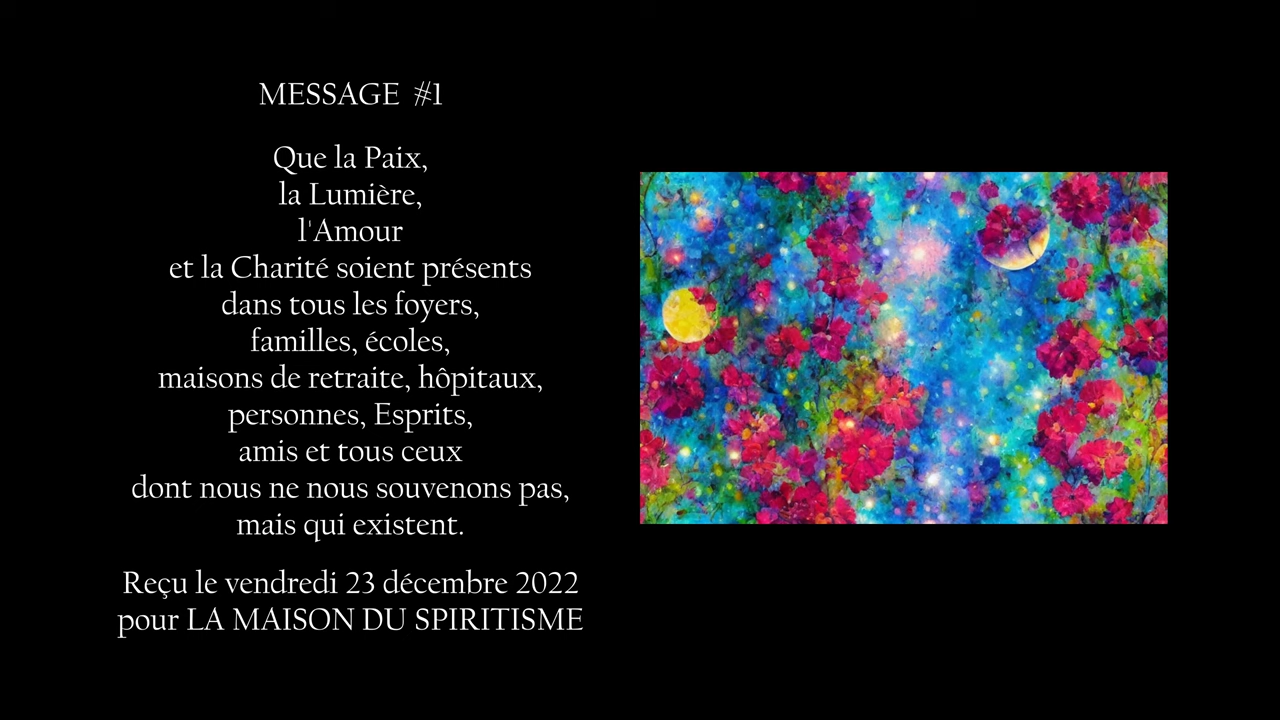 MESSAGE #1
Que la Paix,
la Lumière,
l'Amour
et la Charité soient présents
dans tous les foyers,
familles, écoles,
maisons de retraite, hôpitaux,
personnes, Esprits,
amis et tous ceux
dont nous ne nous souvenons pas,
mais qui existent.
Reçu le vendredi 23 décembre 2022
pour LA MAISON DU SPIRITISME